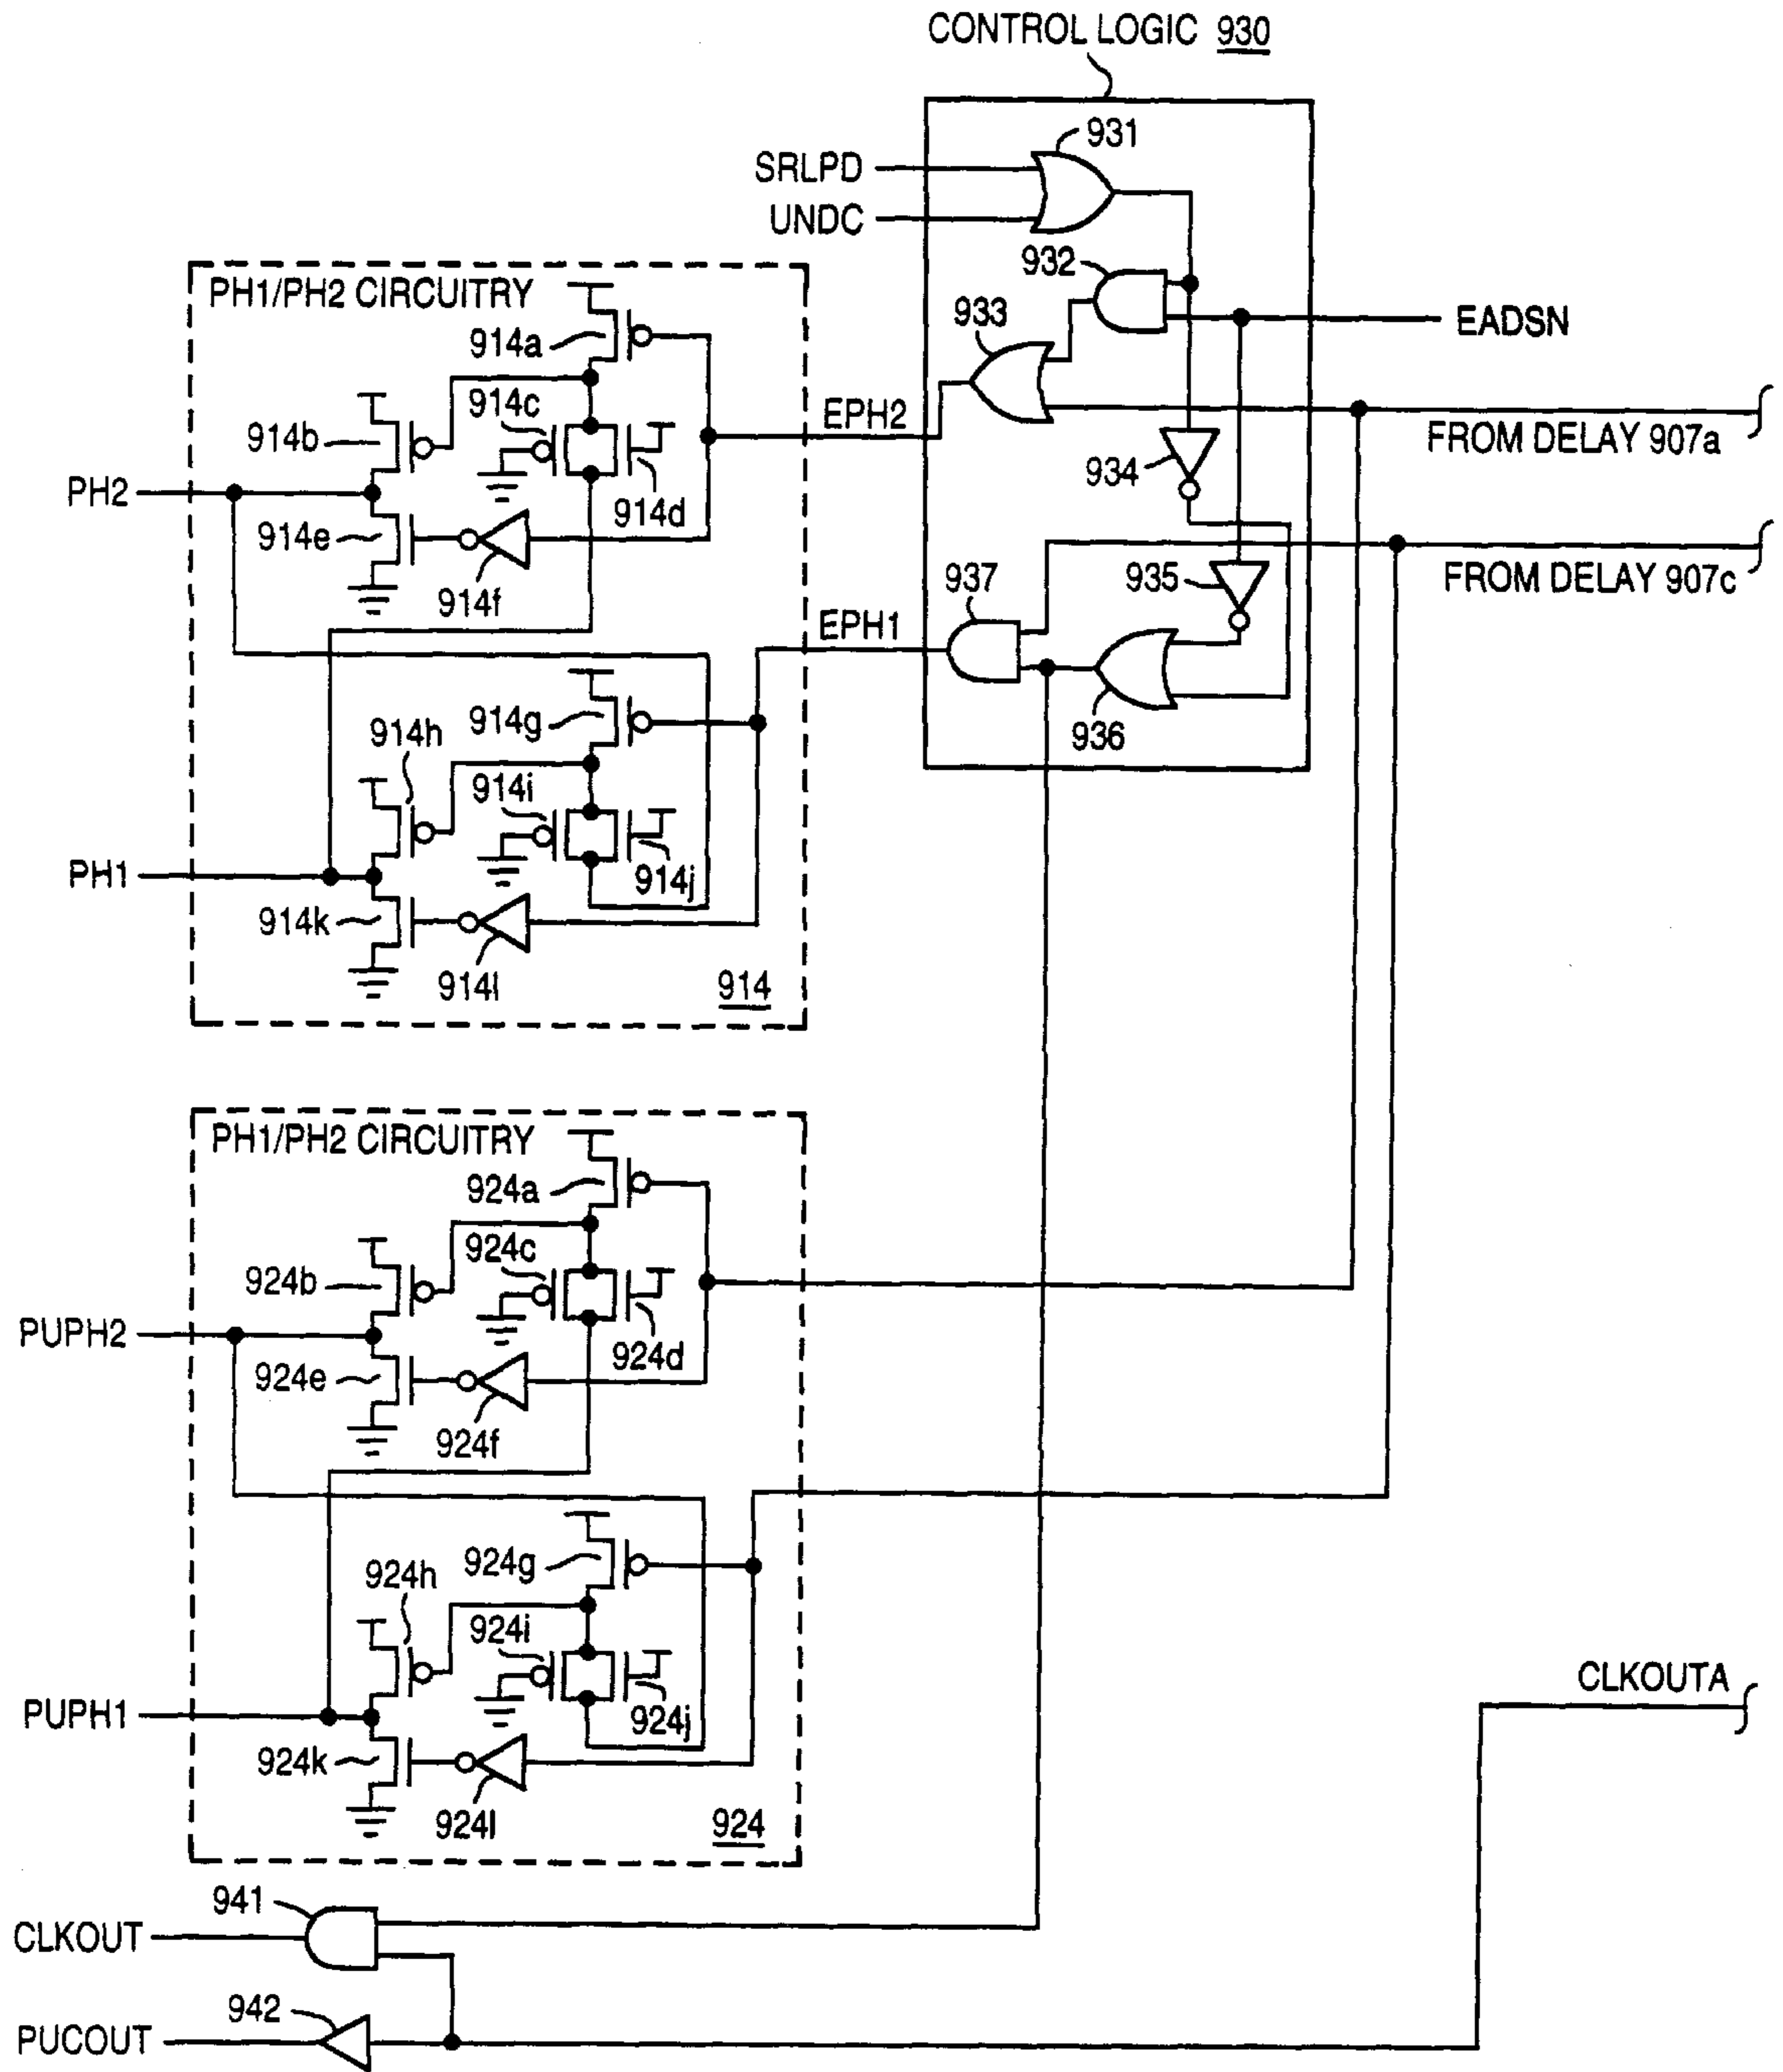 CONTROL LOGIC 930
931
SRLPD
UNDC
932
PH1/PH2 CIRCUITRY
933
EADSN
914a
914c
EPH2
914b
FROM DELAY 907a
934
PH2
914d
914e
937
935
FROM DELAY 907c
914f
EPH1
914g
936
914h
914i
PH1
914j
914k
914l
914
PH1/PH2 CIRCUITRY
924a
924c
924b
PUPH2
924d
924e
924f
924g
924h
924i
CLKOUTA
PUPH1
924j
924k
924l
924
941
CLKOUT
942
PUCOUT